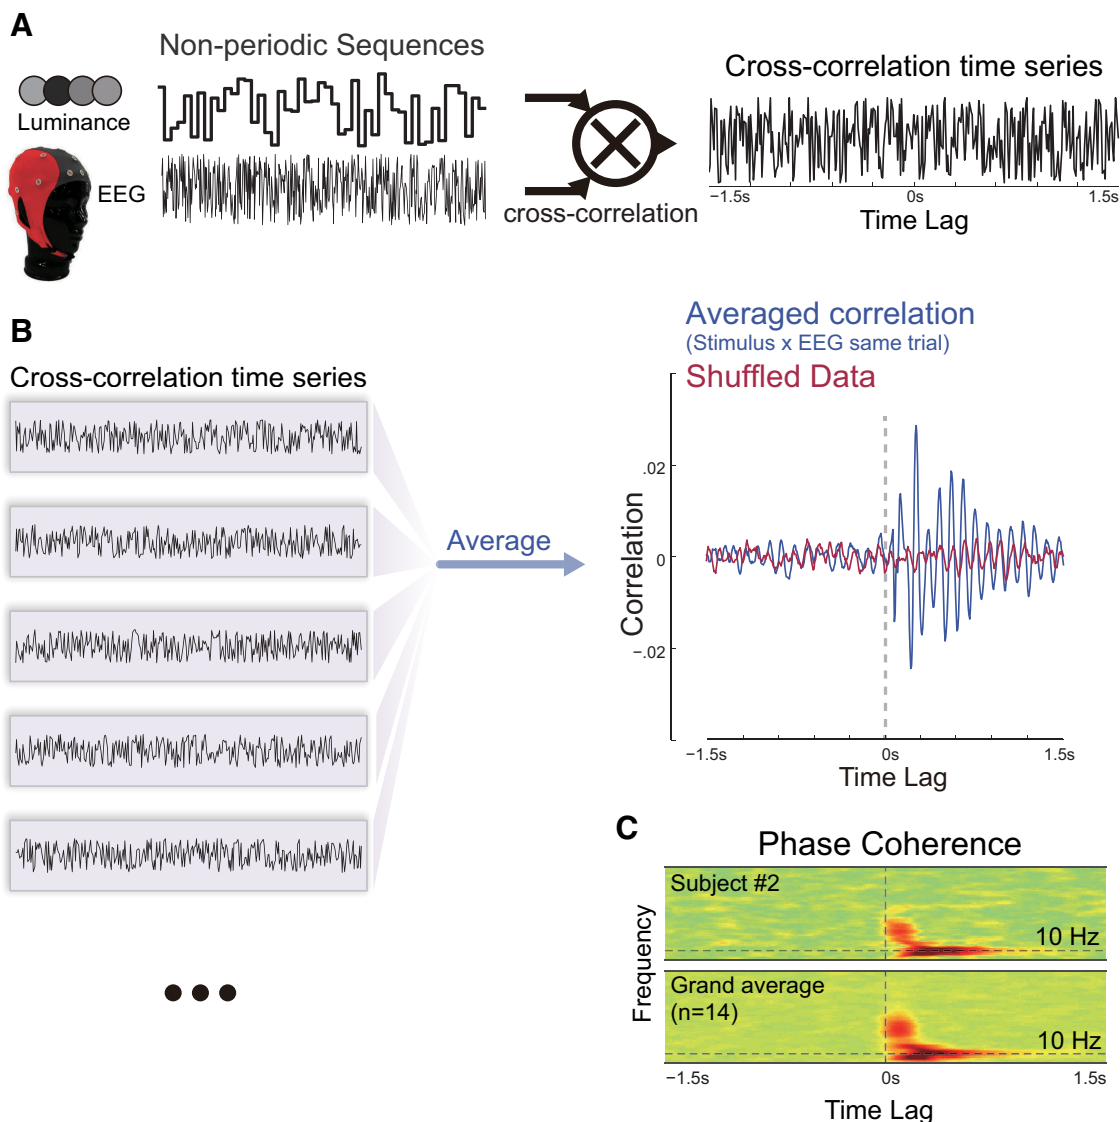 A
Non-periodic Sequences
Luminance
EEG
cross-correlation
Cross-correlation time series
−1.5s 0s 1.5s
Time Lag
B
Cross-correlation time series
Average
Averaged correlation
(Stimulus x EEG same trial)
Shuffled Data
Correlation
.02
0
−.02
−1.5s 0s 1.5s
Time Lag
C
Phase Coherence
Frequency
Subject #2
10 Hz
Grand average
(n=14)
10 Hz
−1.5s 0s 1.5s
Time Lag